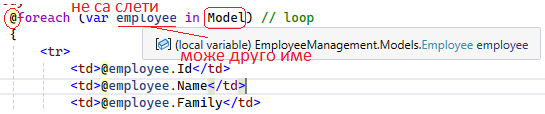 не са слети
@foreach (var employee in Model) // loop
{
(local variable) EmployeeManagement.Models.Employee employee
може друго име
<tr>
<td>@employee.Id</td>
<td>@employee.Name</td>
<td>@employee.Family</td>